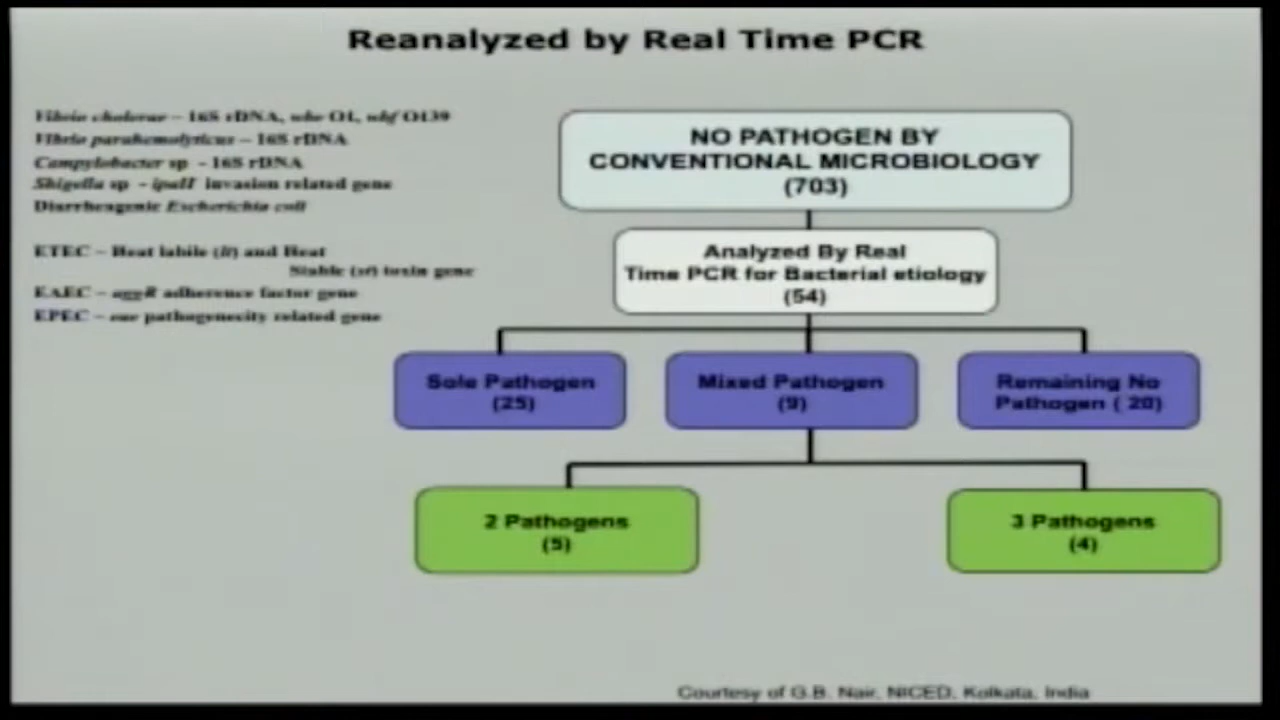 Reanalyzed by Real Time PCR
Vibrio cholerae – 16S rDNA, wbe O1, wbf O139
Vibrio parahemolyticus – 16S rDNA
Campylobacter sp - 16S rDNA
Shigella sp - ipaH invasion related gene
Diarrheagenic Escherichia coli
ETEC – Heat labile (lt) and Heat
Stable (st) toxin gene
EAEC – aggR adherence factor gene
EPEC – eae pathogenecity related gene
NO PATHOGEN BY
CONVENTIONAL MICROBIOLOGY
(703)
Analyzed By Real
Time PCR for Bacterial etiology
(54)
Sole Pathogen
(25)
Mixed Pathogen
(9)
Remaining No
Pathogen ( 20)
2 Pathogens
(5)
3 Pathogens
(4)
Courtesy of G.B. Nair, NICED, Kolkata, India